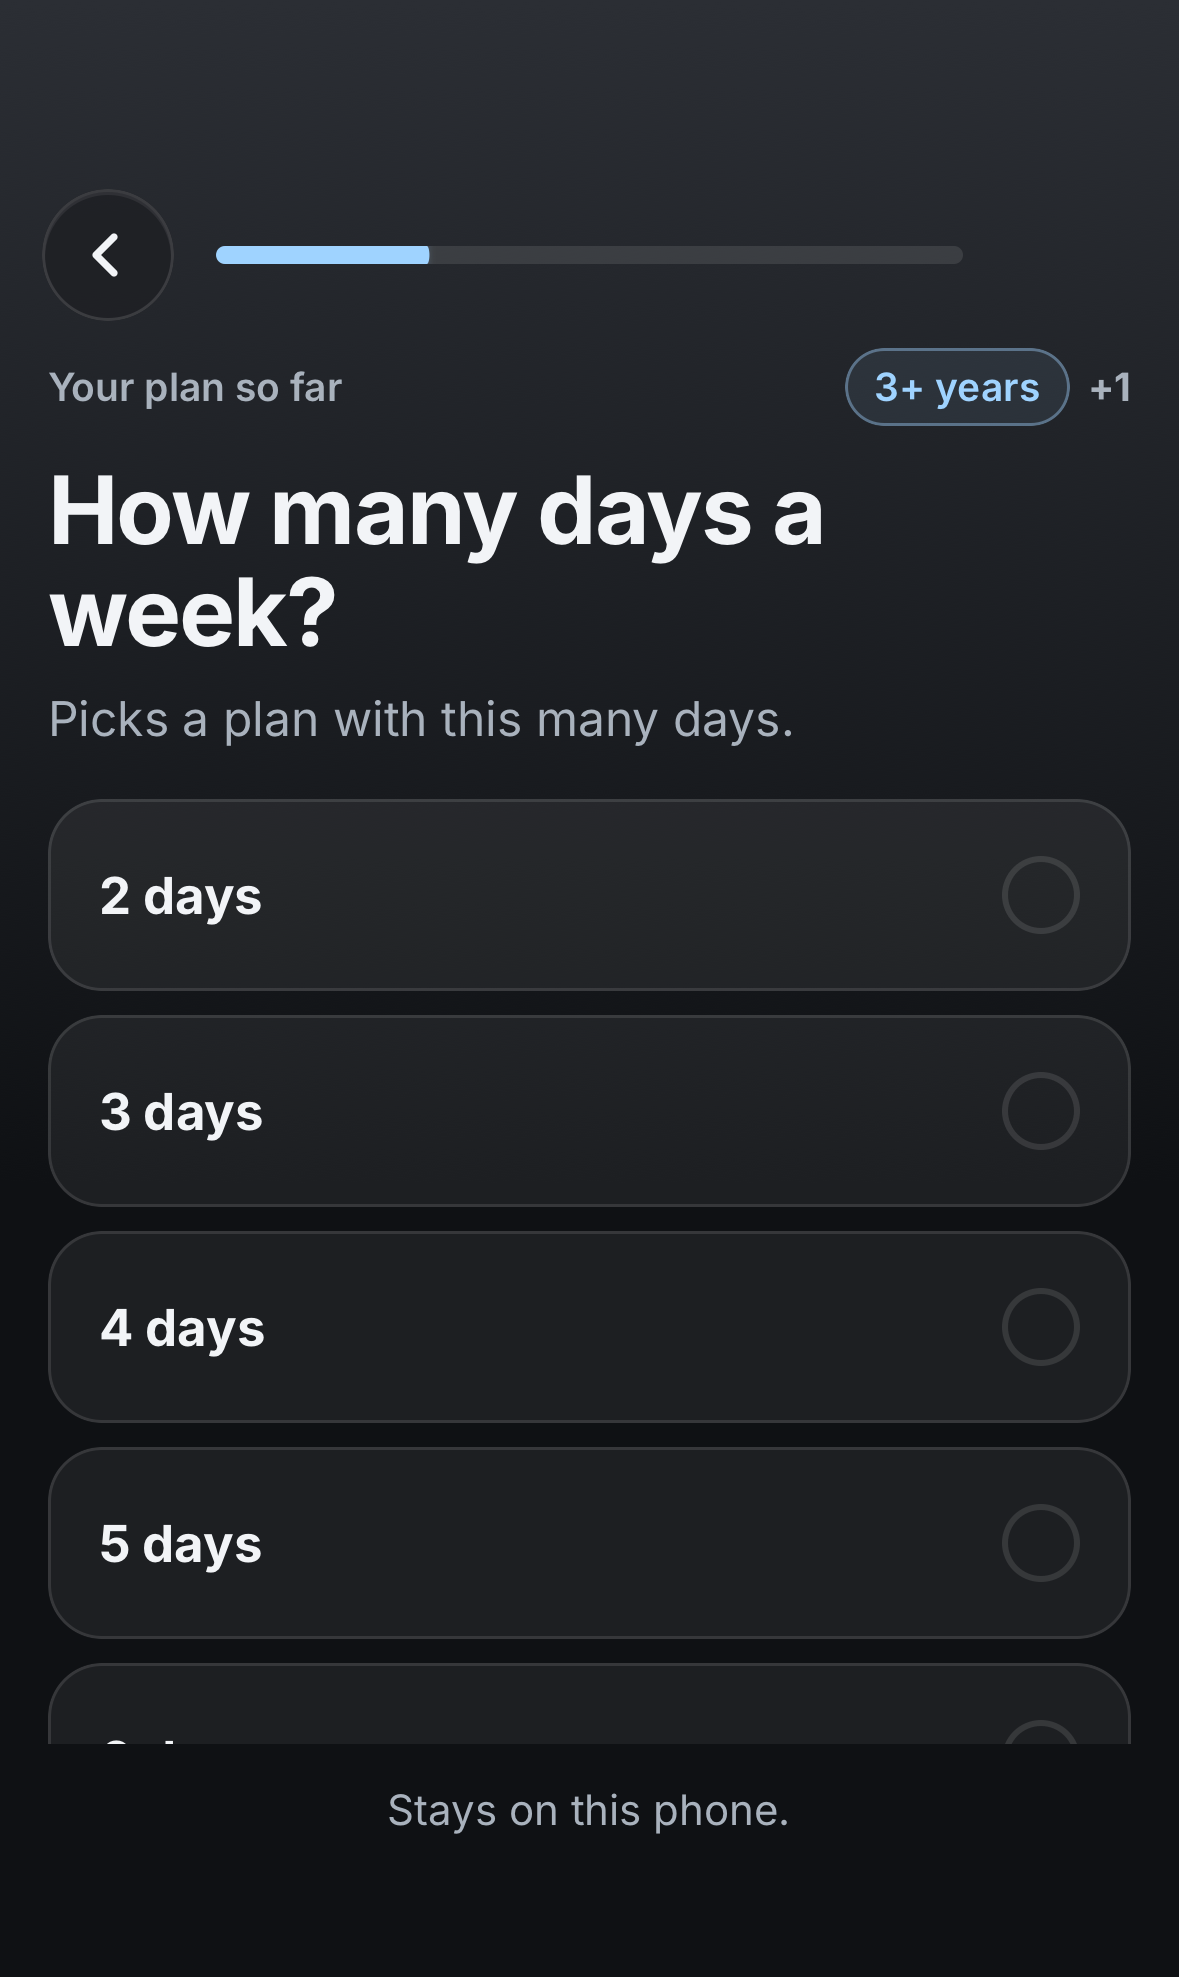 Your plan so far
3+ years
+1
How many days a
week?
Picks a plan with this many days.
2 days
3 days
4 days
5 days
Stays on this phone.